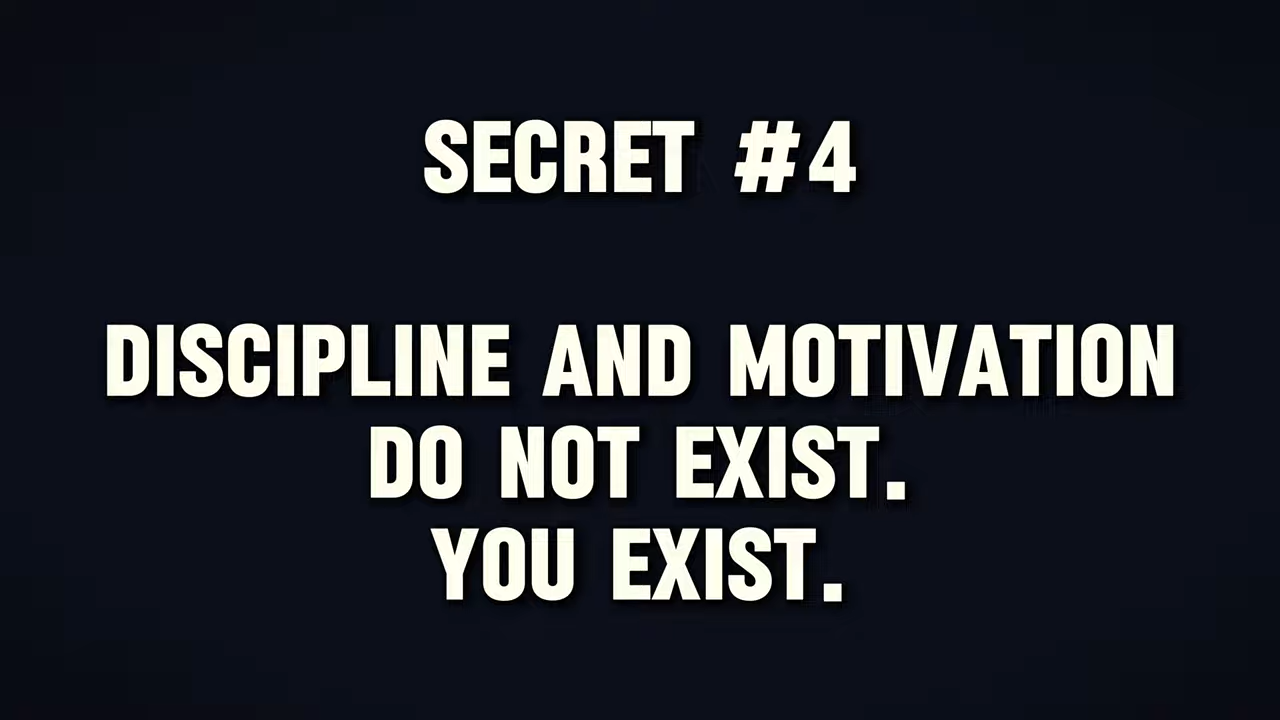 SECRET #4
DISCIPLINE AND MOTIVATION
DO NOT EXIST.
YOU EXIST.